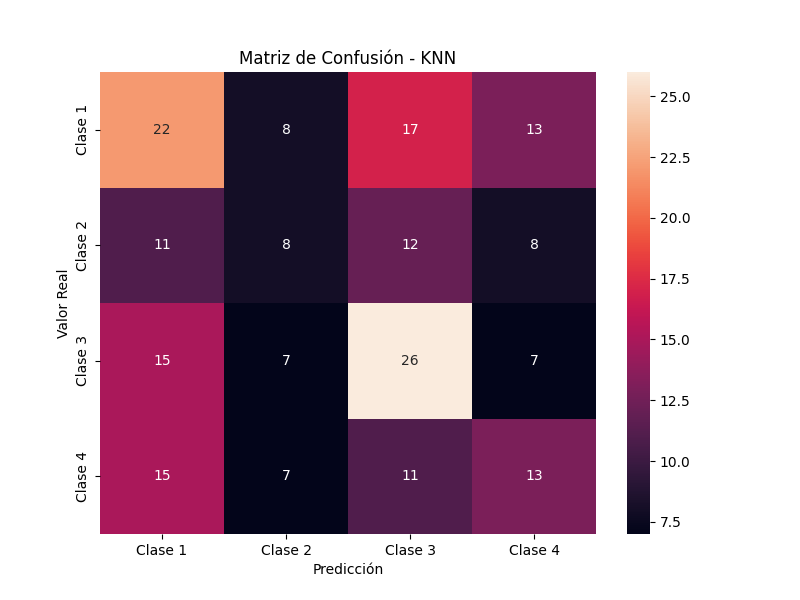 Matriz de Confusión - KNN
Clase 1
22
8
17
13
Clase 2
11
8
12
8
Clase 3
15
7
26
7
Clase 4
15
7
11
13
Clase 1
Clase 2
Clase 3
Clase 4
Predicción
Valor Real
25.0
22.5
20.0
17.5
15.0
12.5
10.0
7.5